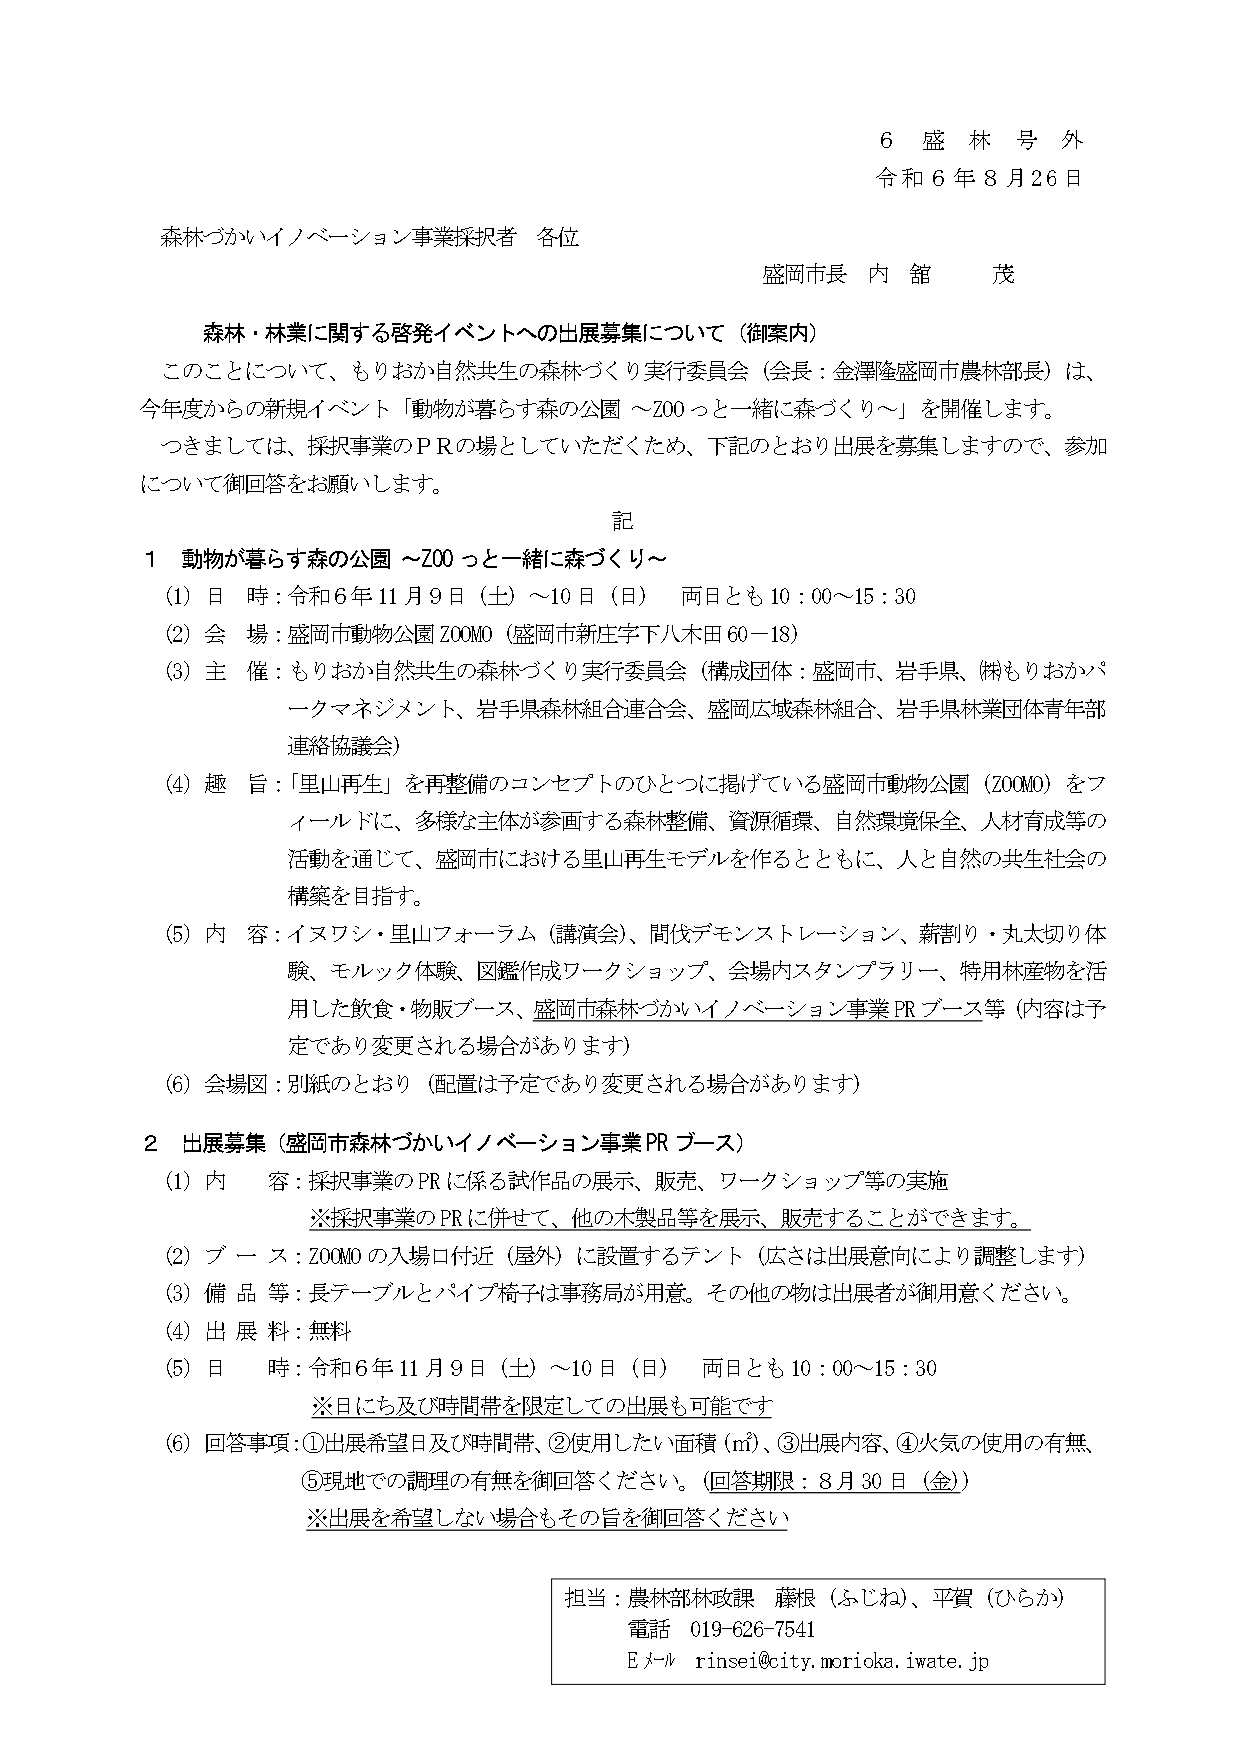 ６　盛　林　号　外
令和６年８月26日
森林づかいイノベーション事業採択者　各位
盛岡市長　内　舘　　　茂
森林・林業に関する啓発イベントへの出展募集について（御案内）
このことについて、もりおか自然共生の森林づくり実行委員会（会長：金澤隆盛岡市農林部長）は、
今年度からの新規イベント「動物が暮らす森の公園 ～ZOOっと一緒に森づくり～」を開催します。
つきましては、採択事業のＰＲの場としていただくため、下記のとおり出展を募集しますので、参加
について御回答をお願いします。
記
１　動物が暮らす森の公園 ～ZOOっと一緒に森づくり～
(1) 日　時：令和６年11月９日（土）～10日（日）　両日とも10：00～15：30
(2) 会　場：盛岡市動物公園ZOOMO（盛岡市新庄字下八木田60－18）
(3) 主　催：もりおか自然共生の森林づくり実行委員会（構成団体：盛岡市、岩手県、㈱もりおかパ
ークマネジメント、岩手県森林組合連合会、盛岡広域森林組合、岩手県林業団体青年部
連絡協議会）
(4) 趣　旨：「里山再生」を再整備のコンセプトのひとつに掲げている盛岡市動物公園（ZOOMO）をフ
ィールドに、多様な主体が参画する森林整備、資源循環、自然環境保全、人材育成等の
活動を通じて、盛岡市における里山再生モデルを作るとともに、人と自然の共生社会の
構築を目指す。
(5) 内　容：イヌワシ・里山フォーラム（講演会）、間伐デモンストレーション、薪割り・丸太切り体
験、モルック体験、図鑑作成ワークショップ、会場内スタンプラリー、特用林産物を活
用した飲食・物販ブース、盛岡市森林づかいイノベーション事業PRブース等（内容は予
定であり変更される場合があります）
(6) 会場図：別紙のとおり（配置は予定であり変更される場合があります）
２　出展募集（盛岡市森林づかいイノベーション事業PRブース）
(1) 内　　容：採択事業のPRに係る試作品の展示、販売、ワークショップ等の実施
※採択事業のPRに併せて、他の木製品等を展示、販売することができます。
(2) ブ ー ス：ZOOMOの入場口付近（屋外）に設置するテント（広さは出展意向により調整します）
(3) 備 品 等：長テーブルとパイプ椅子は事務局が用意。その他の物は出展者が御用意ください。
(4) 出 展 料：無料
(5) 日　　時：令和６年11月９日（土）～10日（日）　両日とも10：00～15：30
※日にち及び時間帯を限定しての出展も可能です
(6) 回答事項：①出展希望日及び時間帯、②使用したい面積（㎡）、③出展内容、④火気の使用の有無、
⑤現地での調理の有無を御回答ください。（回答期限：８月30日（金））
※出展を希望しない場合もその旨を御回答ください
担当：農林部林政課　藤根（ふじね）、平賀（ひらか）
電話　019-626-7541
Eﾒｰﾙ　rinsei@city.morioka.iwate.jp